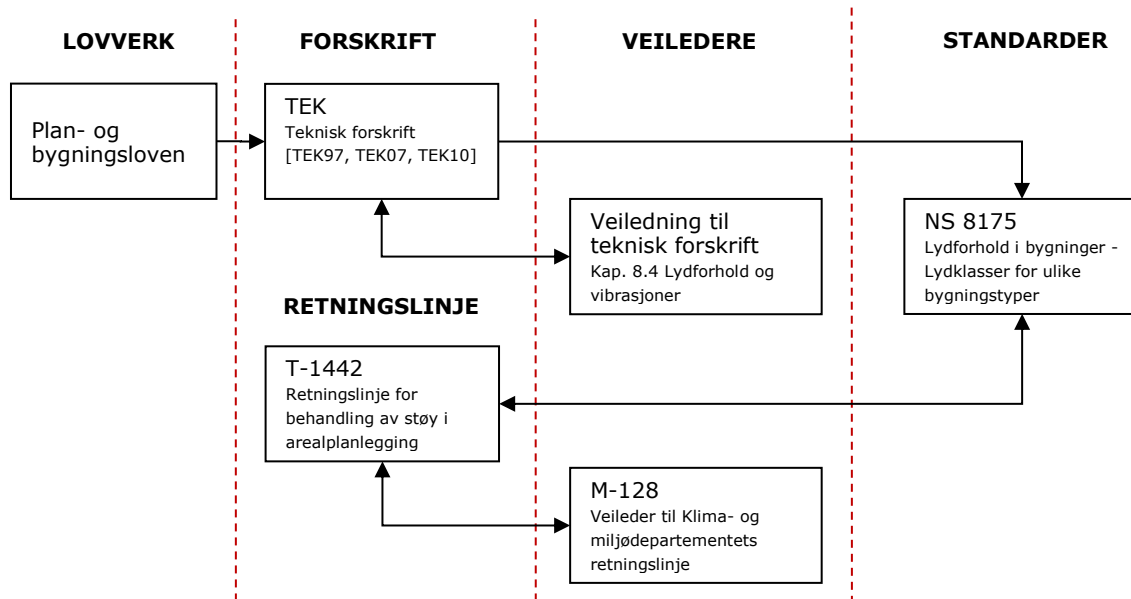 LOVVERK
FORSKRIFT
VEILEDERE
STANDARDER
Plan- og
bygningsloven
TEK
Teknisk forskrift
[TEK97, TEK07, TEK10]
Veiledning til
teknisk forskrift
Kap. 8.4 Lydforhold og
vibrasjoner
NS 8175
Lydforhold i bygninger -
Lydklasser for ulike
bygningstyper
RETNINGSLINJE
T-1442
Retningslinje for
behandling av støy i
arealplanlegging
M-128
Veileder til Klima- og
miljødepartementets
retningslinje